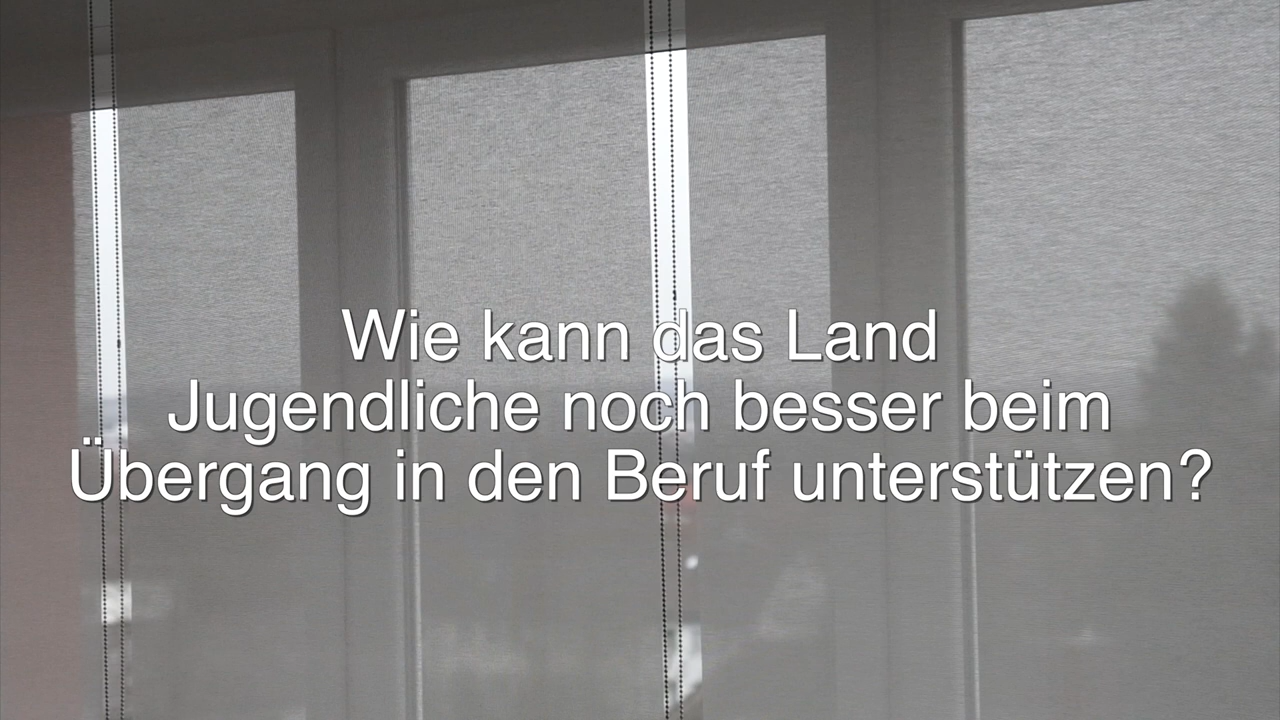 Wie kann das Land
Jugendliche noch besser beim
Übergang in den Beruf unterstützen?